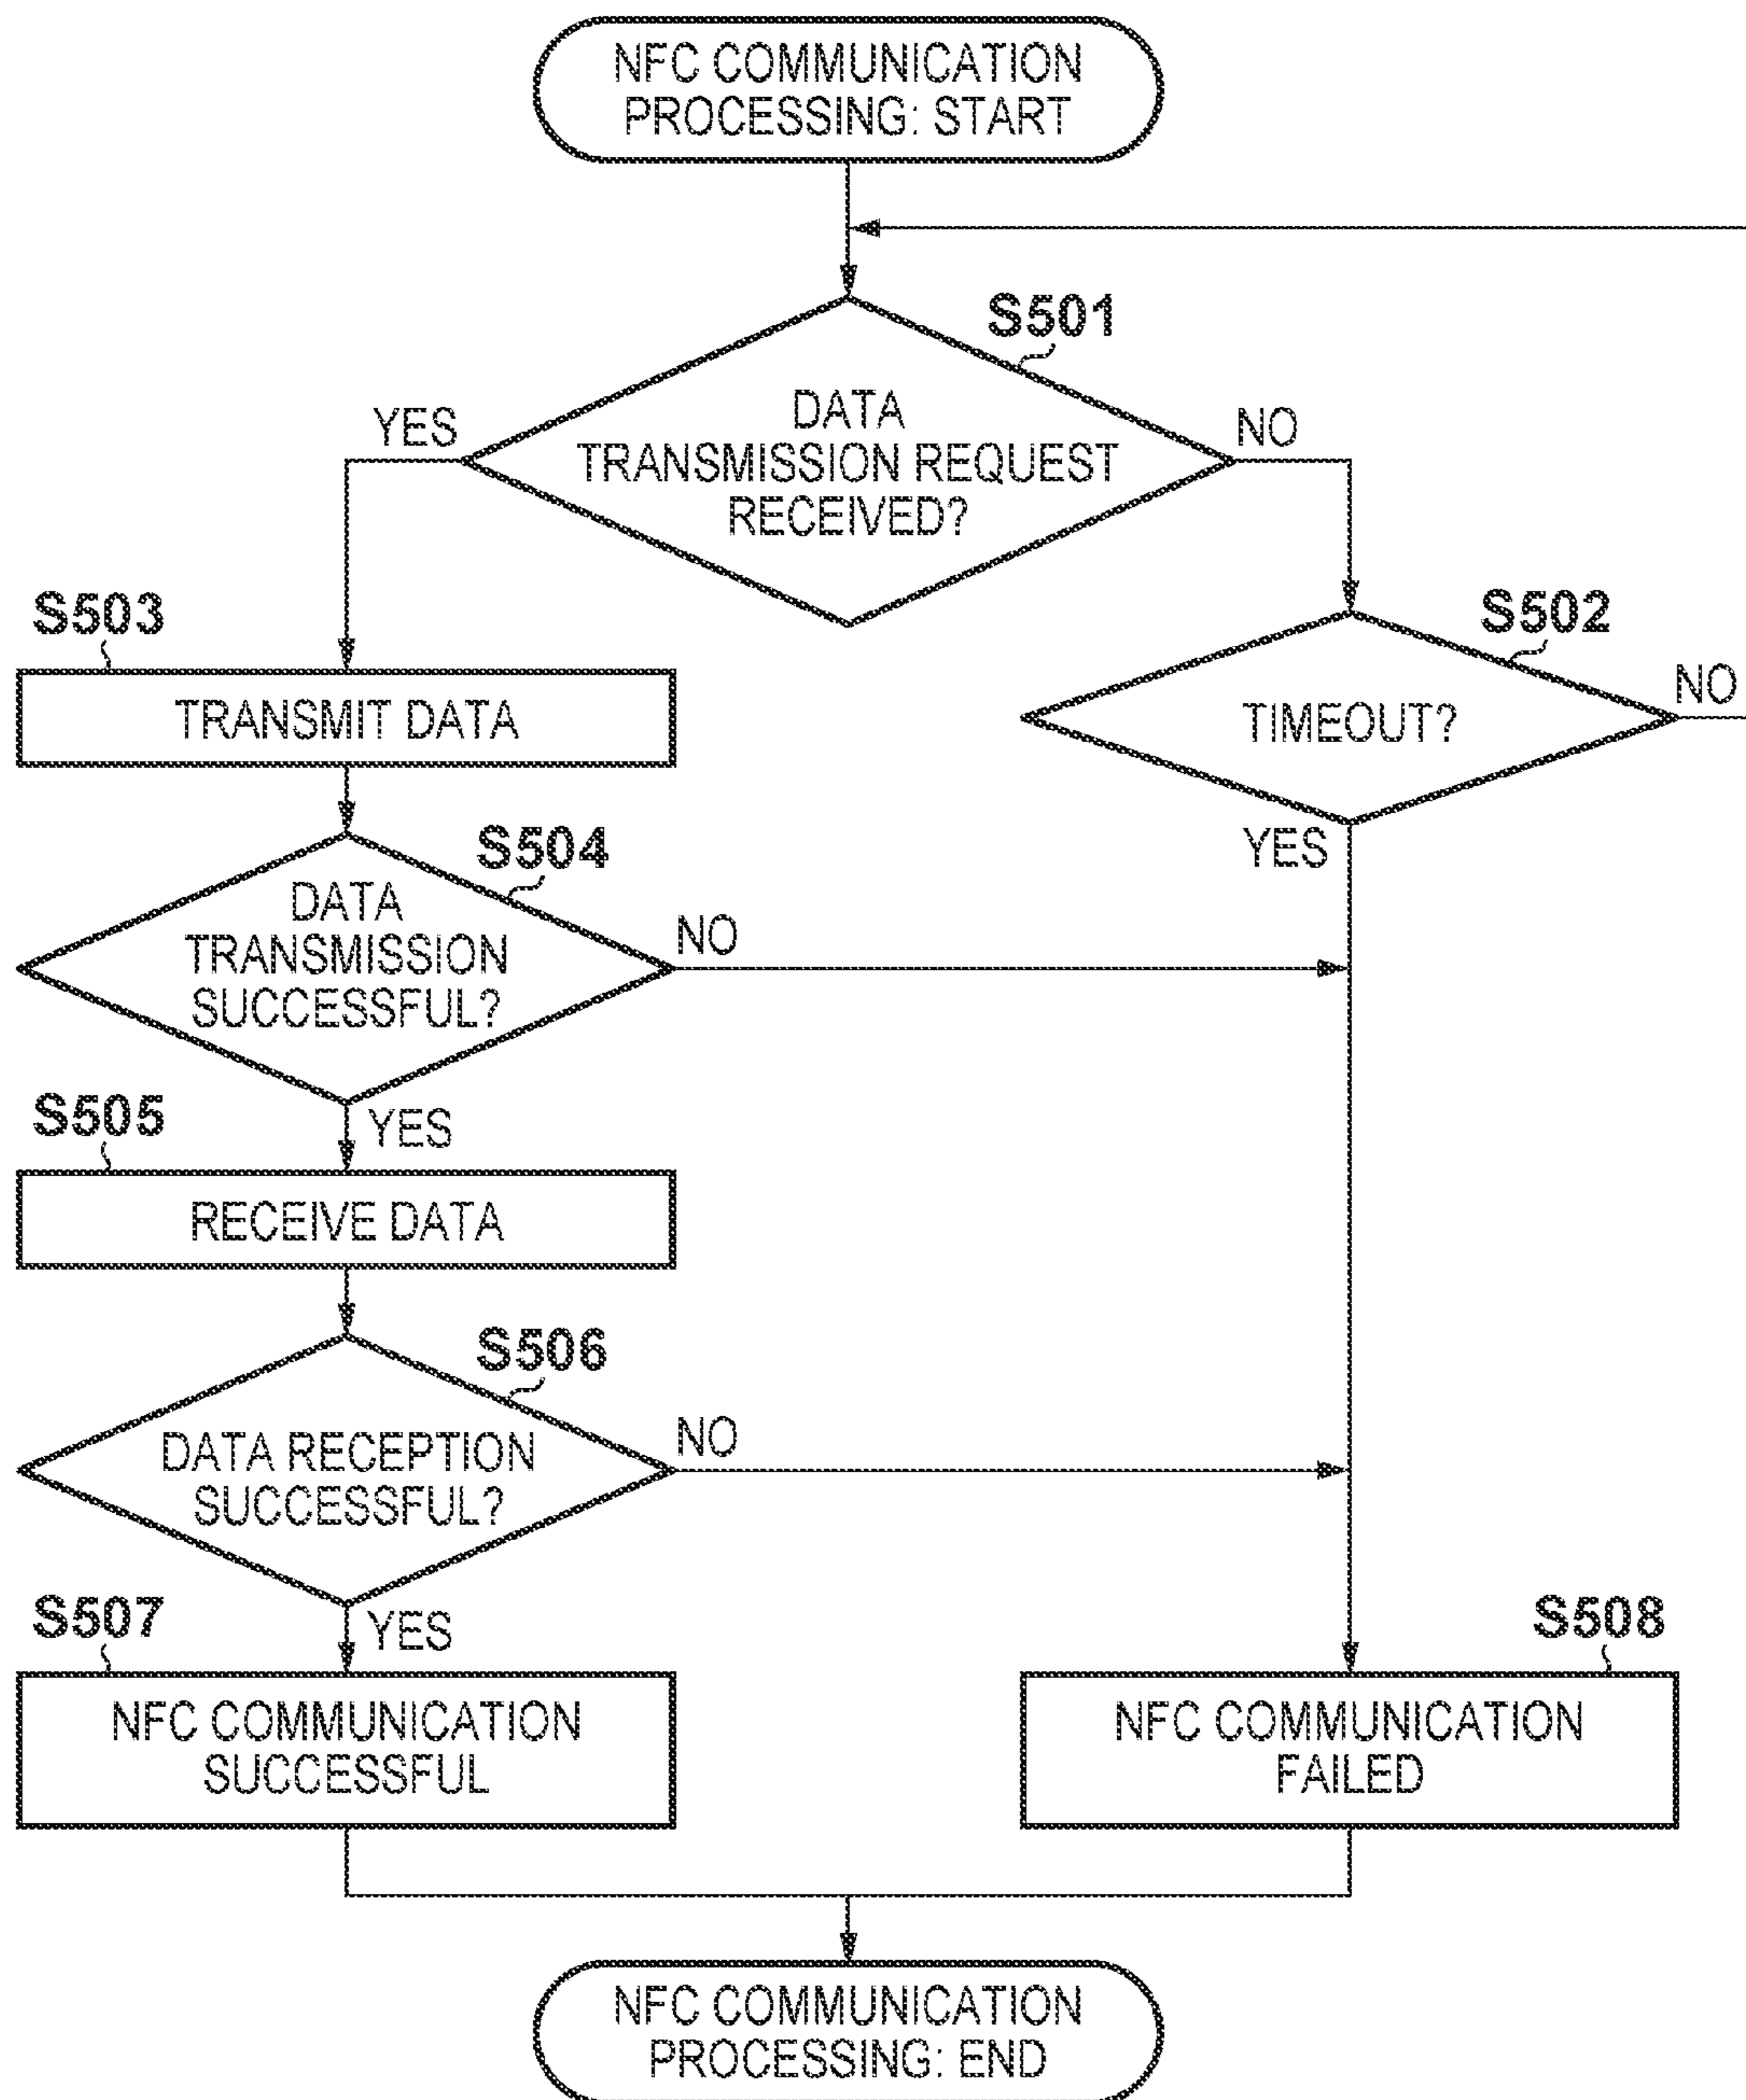 NFC COMMUNICATION
PROCESSING: START
S501
DATA
TRANSMISSION REQUEST
RECEIVED?
YES
NO
S503
TRANSMIT DATA
S502
TIMEOUT?
NO
YES
S504
DATA
TRANSMISSION
SUCCESSFUL?
NO
YES
S505
RECEIVE DATA
S506
DATA RECEPTION
SUCCESSFUL?
NO
YES
S507
NFC COMMUNICATION
SUCCESSFUL
S508
NFC COMMUNICATION
FAILED
NFC COMMUNICATION
PROCESSING: END